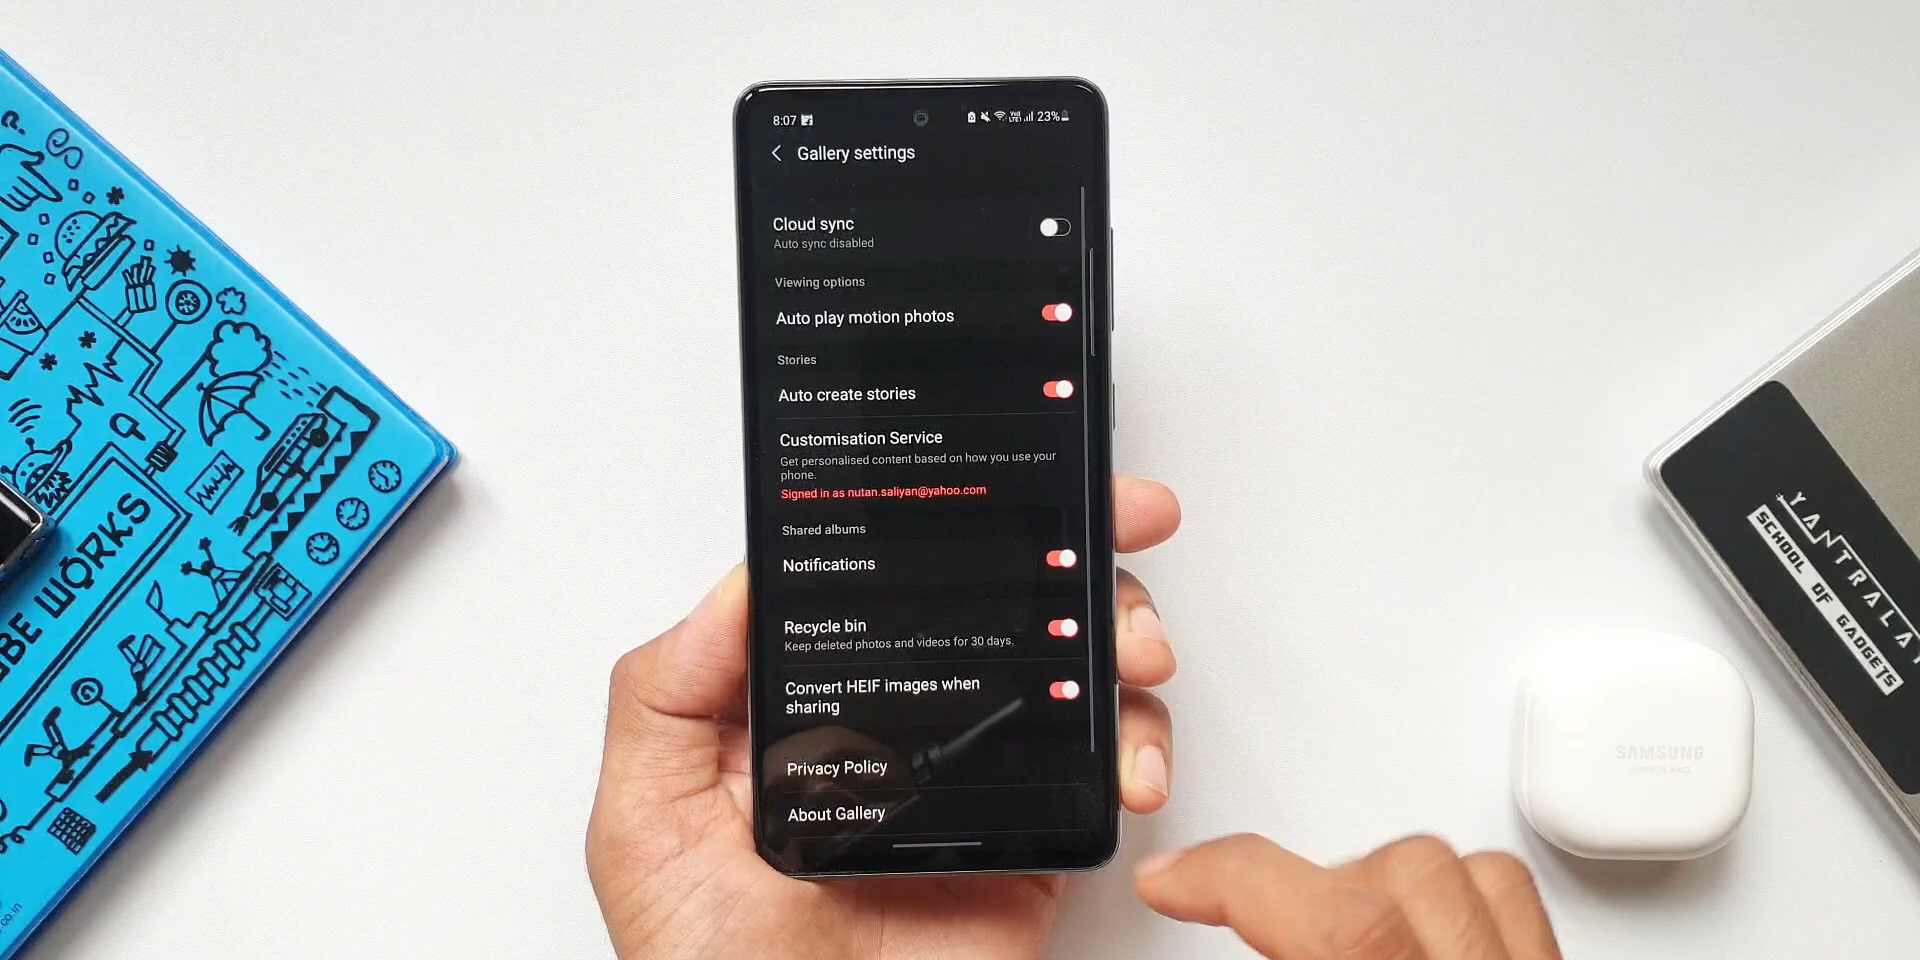 8:07
23%
Gallery settings
Cloud sync
Auto sync disabled
Viewing options
Auto play motion photos
Stories
Auto create stories
Customisation Service
Get personalised content based on how you use your
phone.
Signed in as nutan.saliyan@yahoo.com
Shared albums
Notifications
Recycle bin
Keep deleted photos and videos for 30 days.
Convert HEIF images when
sharing
Privacy Policy
About Gallery
BE WORKS
co.in
YANTRALA
SCHOOL OF GADGETS
SAMSUNG